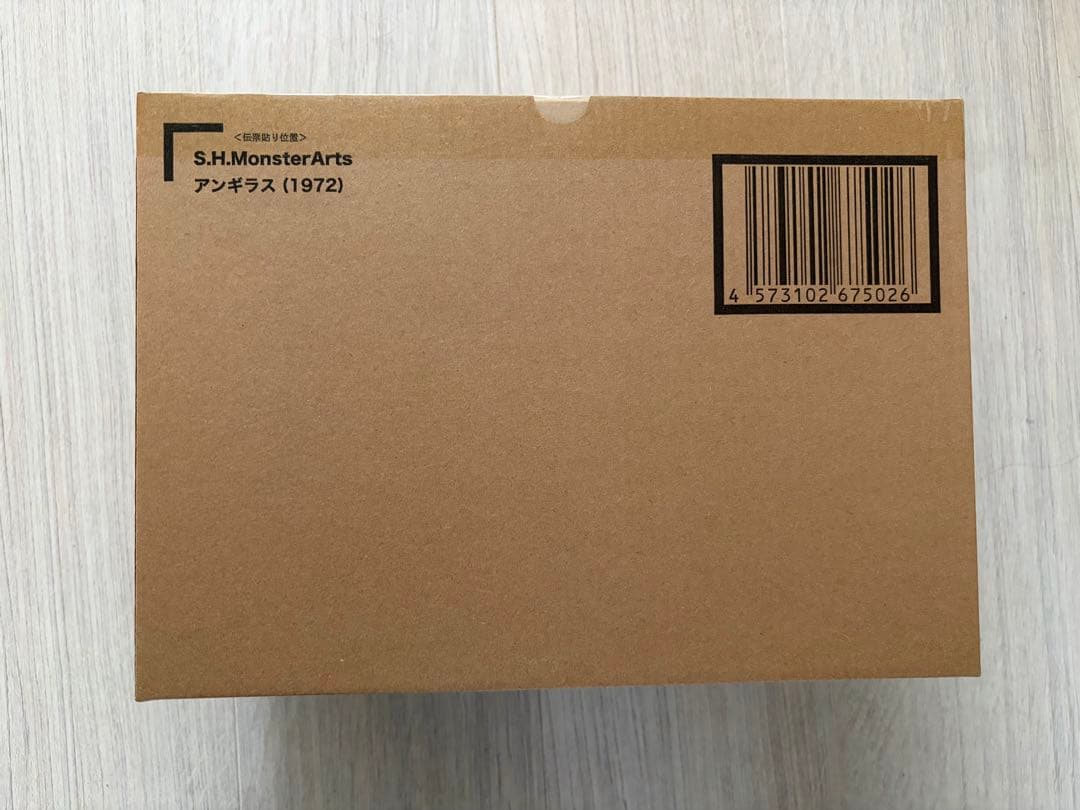 ＜伝票貼り位置＞
S.H.MonsterArts
アンギラス (1972)
4 573102 675026